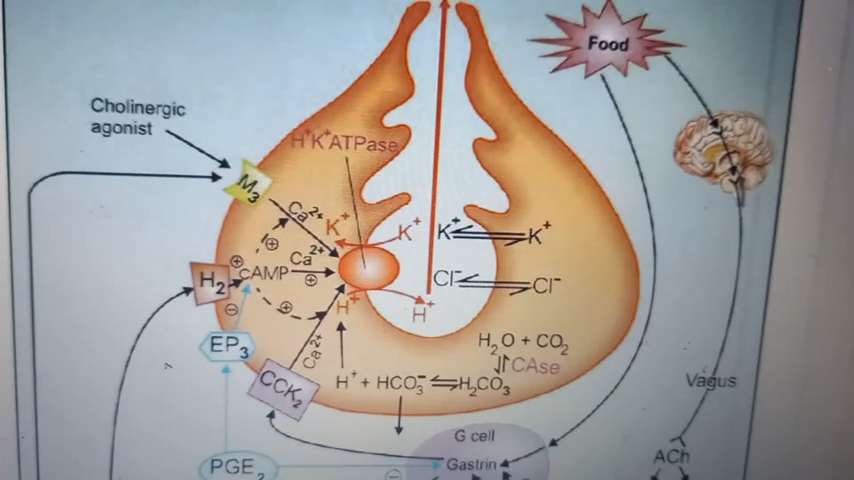 Food
Cholinergic
agonist
H⁺K⁺ATPase
M₃
Ca²⁺
K⁺
K⁺
K⁺
K⁺
⊕
⊕
Ca²⁺
H₂
cAMP
⊕
Cl⁻
Cl⁻
⊖
⊕
H⁺
H⁺
EP₃
Ca²⁺
H₂O + CO₂
CAse
CCK₂
H⁺ + HCO₃⁻
H₂CO₃
Vagus
G cell
ACh
PGE₂
Gastrin
⊖